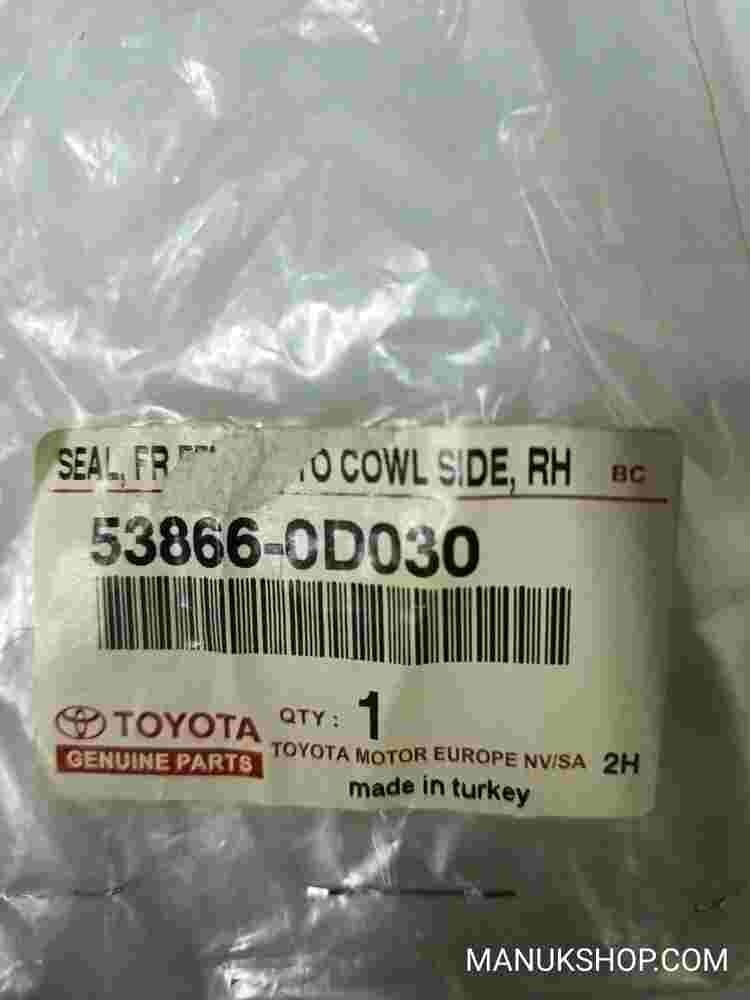 SEAL, FR TO COWL SIDE, RH BC
53866-0D030
TOYOTA QTY : 1
GENUINE PARTS TOYOTA MOTOR EUROPE NV/SA 2H
made in turkey
MANUKSHOP.COM